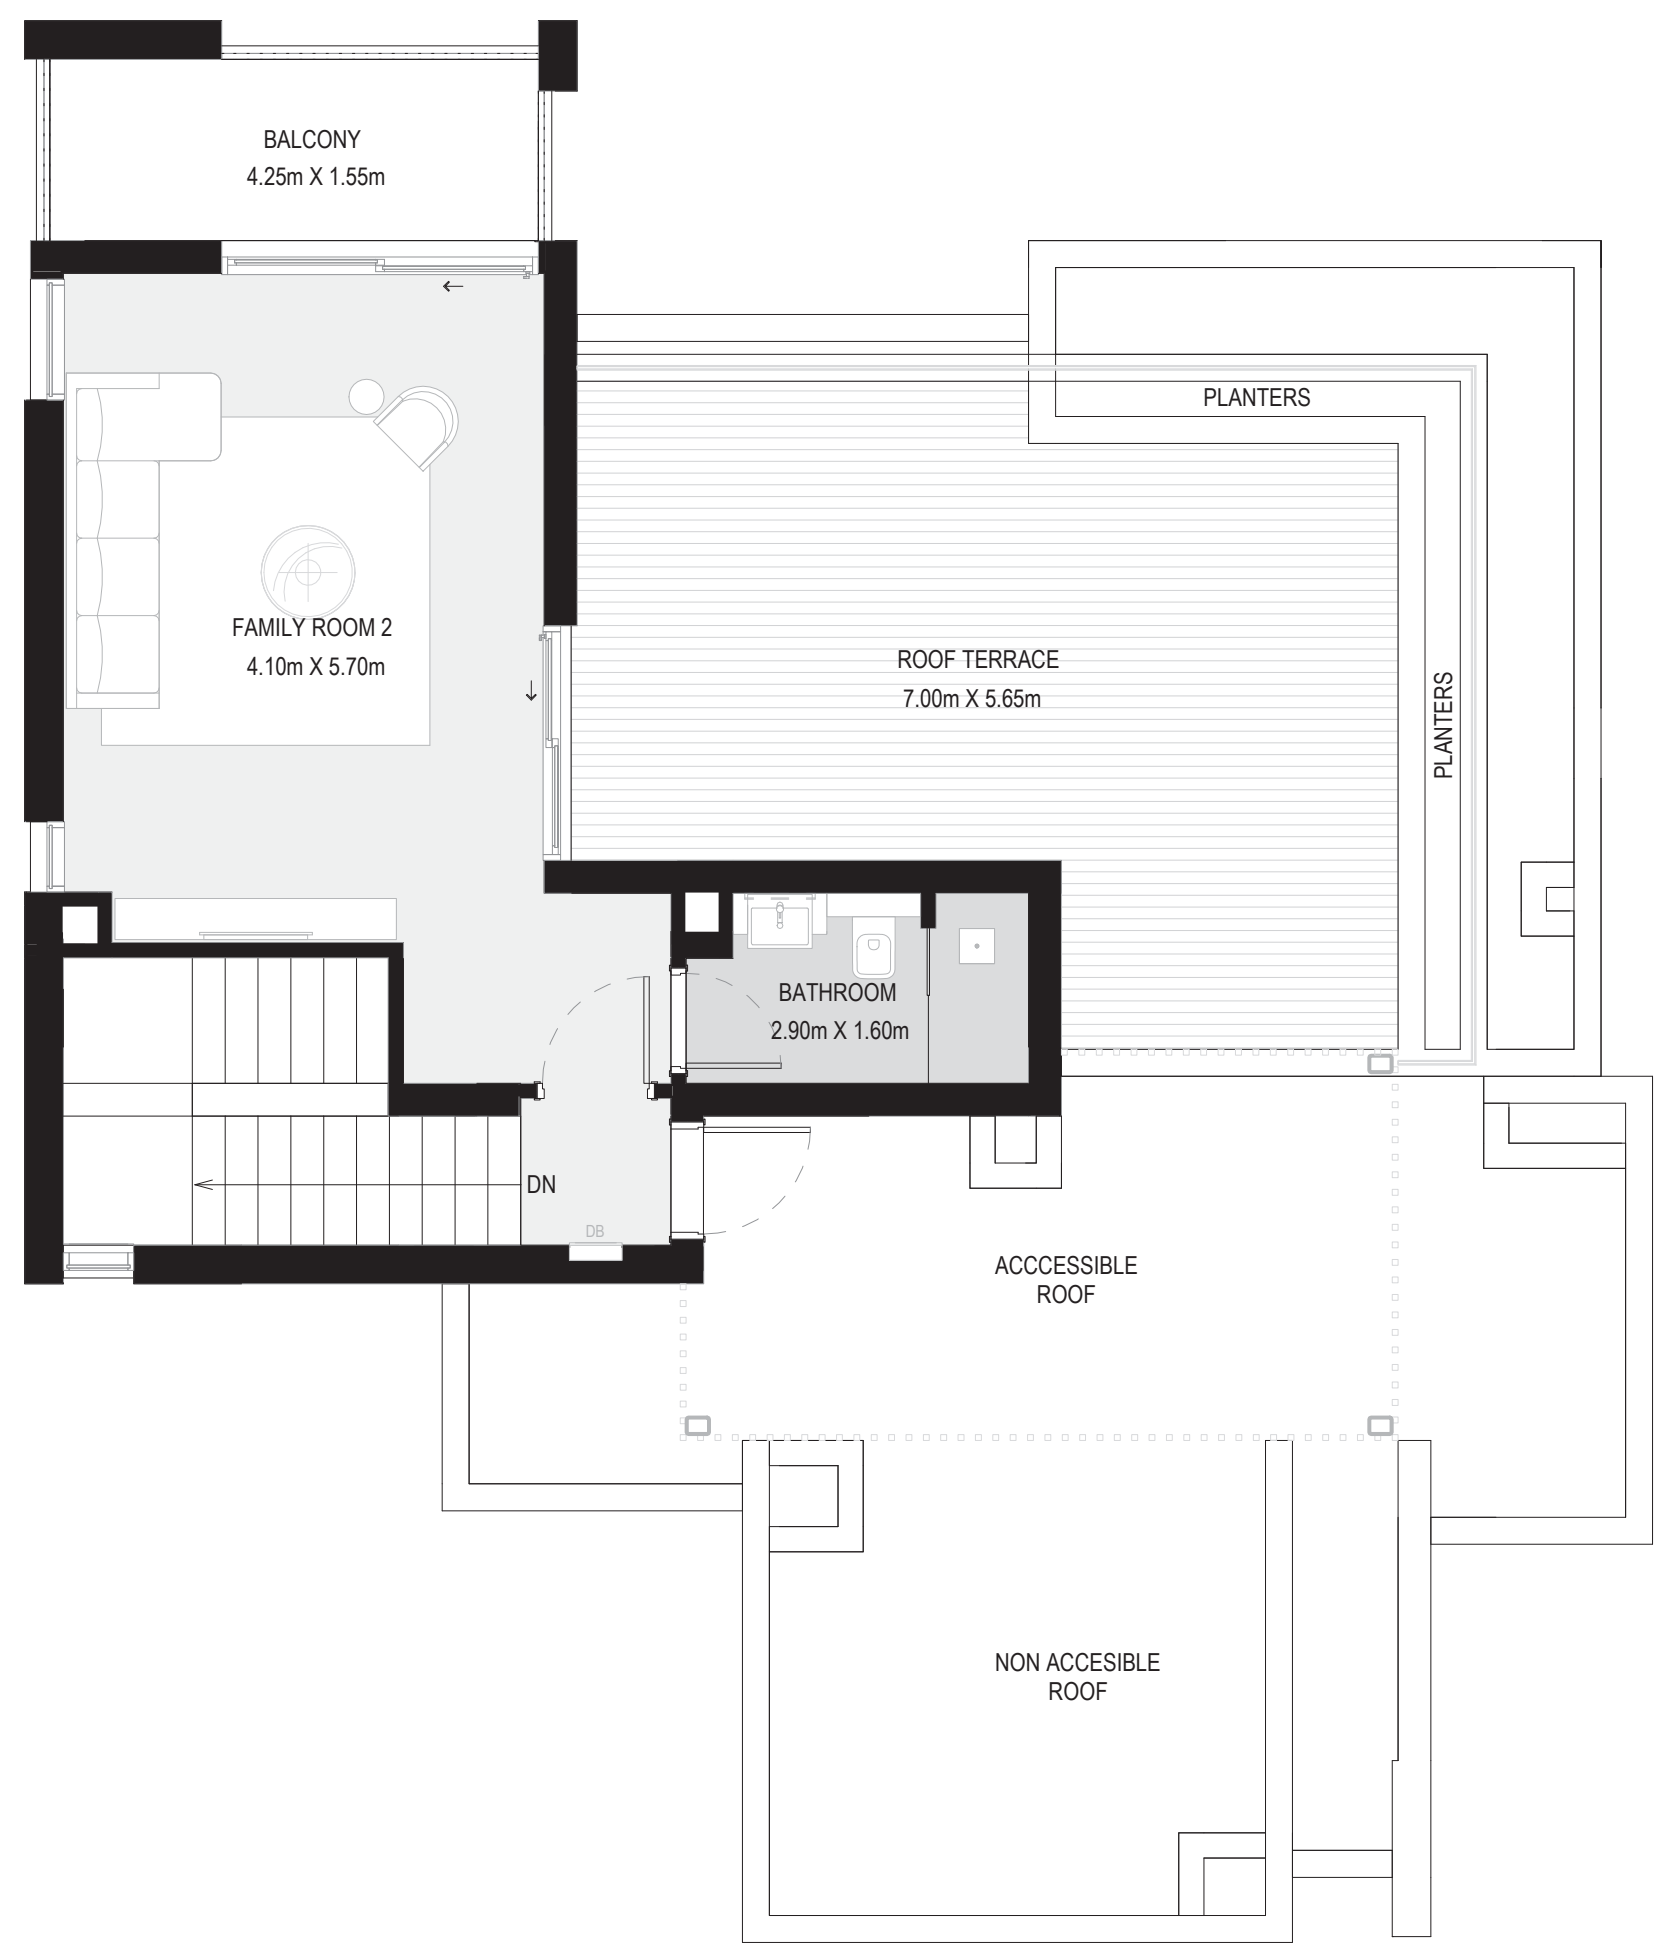 BALCONY
4.25m X 1.55m
PLANTERS
FAMILY ROOM 2
4.10m X 5.70m
ROOF TERRACE
7.00m X 5.65m
PLANTERS
BATHROOM
2.90m X 1.60m
DN
DB
ACCCESSIBLE
ROOF
NON ACCESIBLE
ROOF